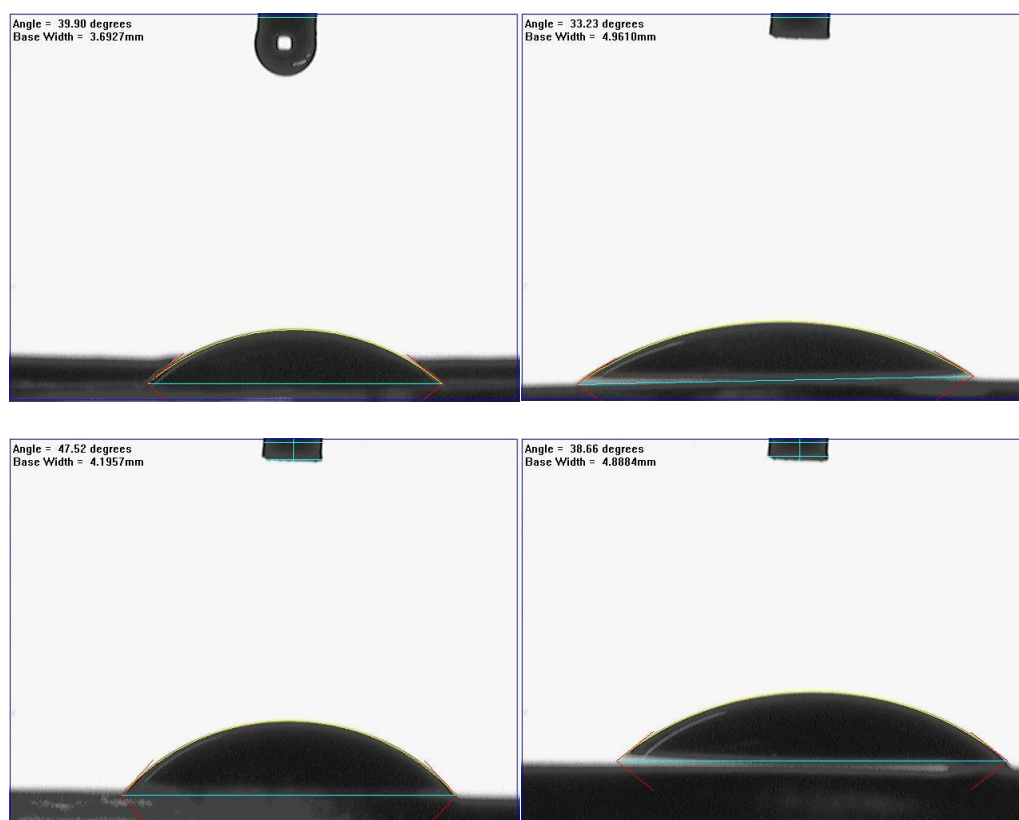 Angle = 39.90 degrees
Base Width = 3.6927mm
Angle = 33.23 degrees
Base Width = 4.9610mm
Angle = 47.52 degrees
Base Width = 4.1957mm
Angle = 38.66 degrees
Base Width = 4.8884mm